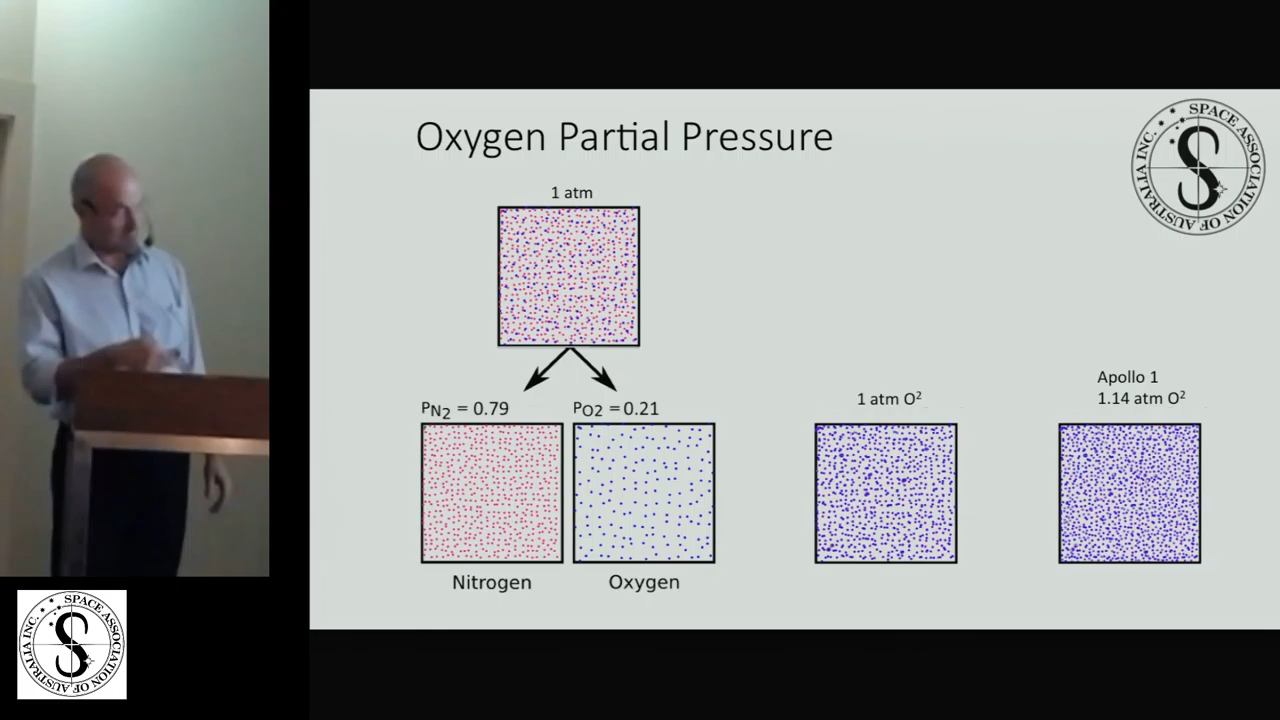 Oxygen Partial Pressure
SPACE ASSOCIATION OF AUSTRALIA INC.
S
1 atm
PN2 = 0.79
PO2 = 0.21
1 atm O²
Apollo 1
1.14 atm O²
Nitrogen
Oxygen
SPACE ASSOCIATION OF AUSTRALIA INC.
S